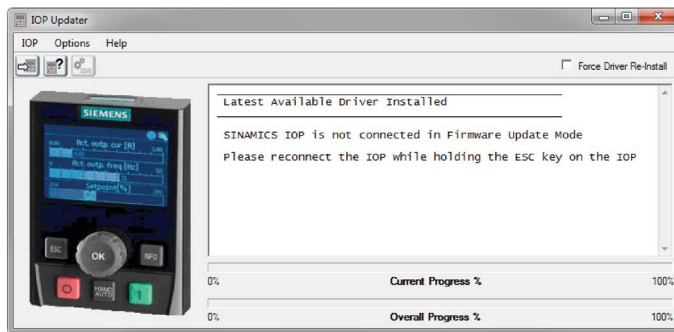 IOP Updater
IOP Options Help
Force Driver Re-Install
Latest Available Driver Installed
SINAMICS IOP is not connected in Firmware Update Mode
Please reconnect the IOP while holding the ESC key on the IOP
SIEMENS
Act. outp. cur [A]
Act. outp. freq [Hz]
Setpoint [%]
ESC
OK
INFO
HAND
AUTO
0% Current Progress % 100%
0% Overall Progress % 100%